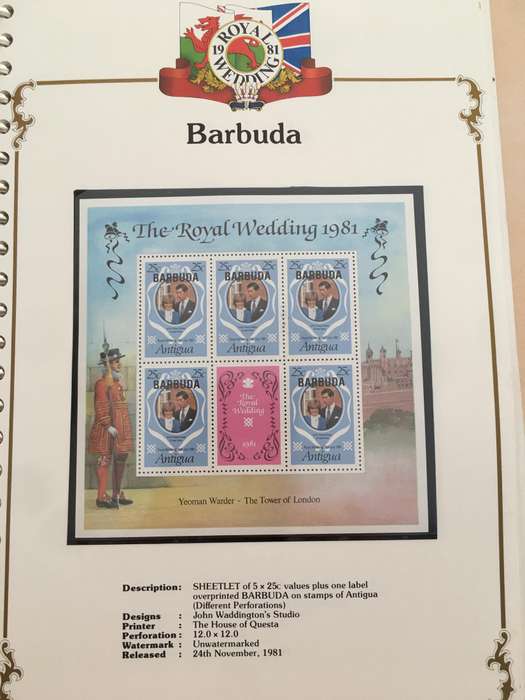 ROYAL
1981
WEDDING
Barbuda
The Royal Wedding 1981
25c BARBUDA 25c
Antigua
25c BARBUDA 25c
Antigua
25c BARBUDA 25c
Antigua
25c BARBUDA 25c
Antigua
The
Royal
Wedding
1981
25c BARBUDA 25c
Antigua
Yeoman Warder - The Tower of London
Description: SHEETLET of 5 x 25c values plus one label
overprinted BARBUDA on stamps of Antigua
(Different Perforations)
Designs : John Waddington's Studio
Printer : The House of Questa
Perforation : 12.0 x 12.0
Watermark : Unwatermarked
Released : 24th November, 1981